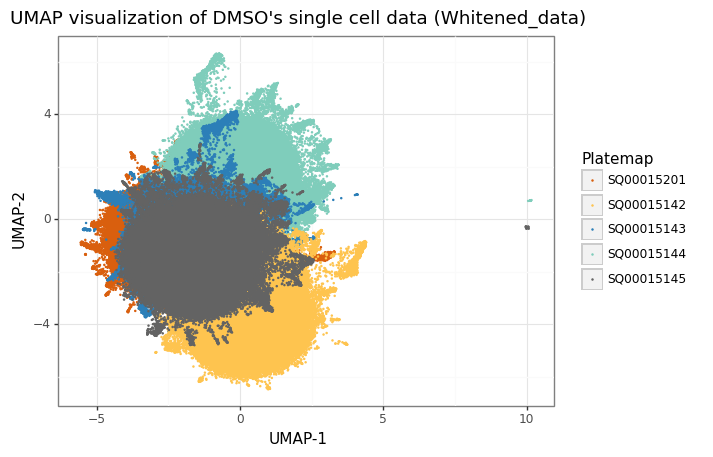 UMAP visualization of DMSO's single cell data (Whitened_data)
4
0
−4
UMAP-2
−5
0
5
10
UMAP-1
Platemap
SQ00015201
SQ00015142
SQ00015143
SQ00015144
SQ00015145